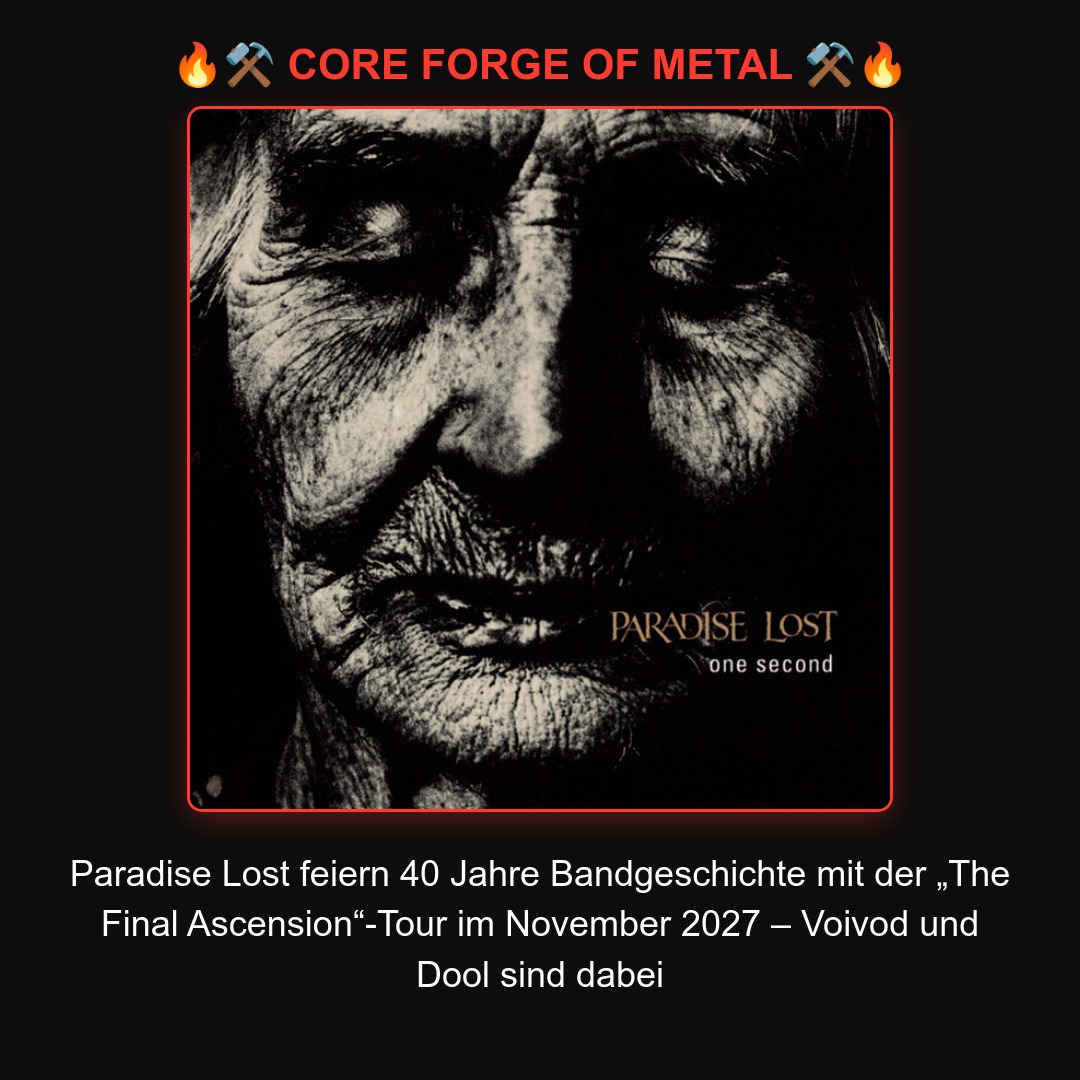 🔥⚒️ CORE FORGE OF METAL ⚒️🔥
PARADISE LOST
one second
Paradise Lost feiern 40 Jahre Bandgeschichte mit der „The
Final Ascension“-Tour im November 2027 – Voivod und
Dool sind dabei